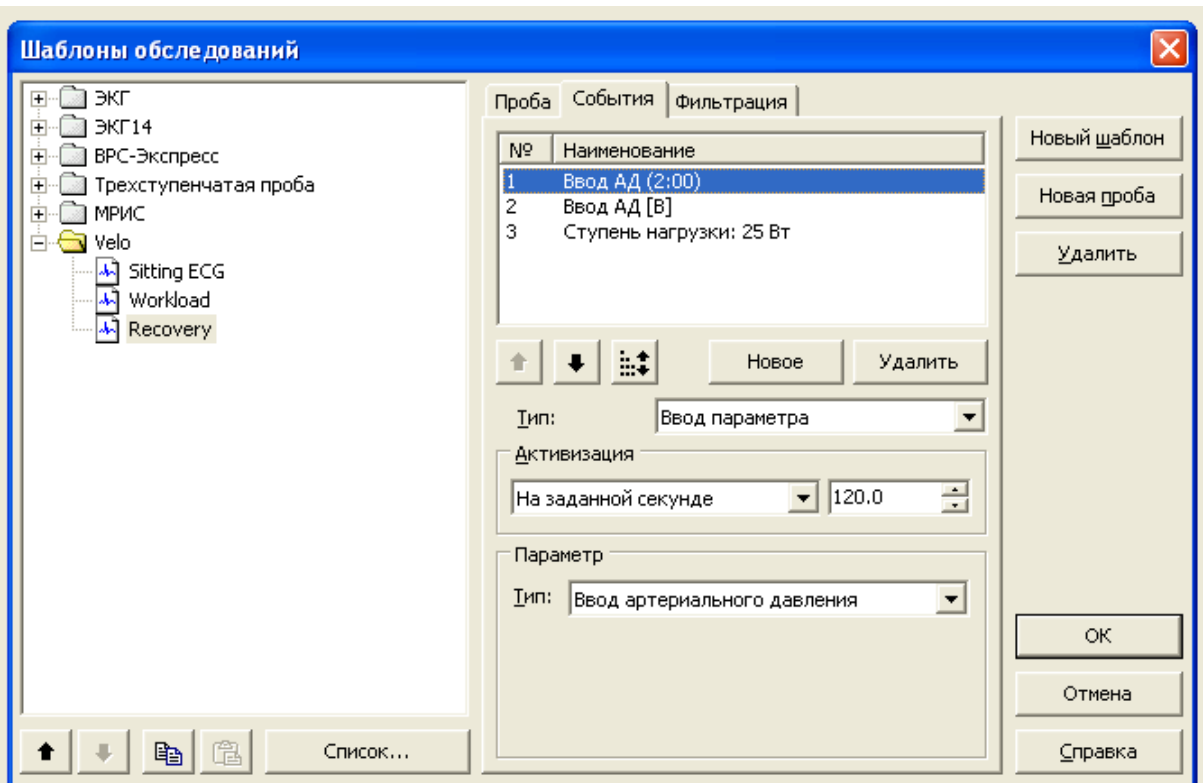 Шаблоны обследований
ЭКГ
ЭКГ14
ВРС-Экспресс
Трехступенчатая проба
МРИС
Velo
Sitting ECG
Workload
Recovery
Список...
Проба События Фильтрация
№ Наименование
1 Ввод АД (2:00)
2 Ввод АД [В]
3 Ступень нагрузки: 25 Вт
Новое Удалить
Тип: Ввод параметра
Активизация
На заданной секунде 120.0
Параметр
Тип: Ввод артериального давления
Новый шаблон
Новая проба
Удалить
ОК
Отмена
Справка